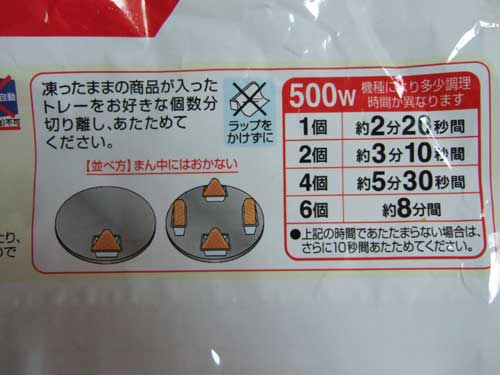 自動
不可
凍ったままの商品が入った
トレーをお好きな個数分
切り離し、あたためて
ください。
ラップを
かけずに
【並べ方】まん中にはおかない
500W 機種により多少調理
時間が異なります
1個 約2分20秒間
2個 約3分10秒間
4個 約5分30秒間
6個 約8分間
●上記の時間であたたまらない場合は、
さらに10秒間あたためてください。